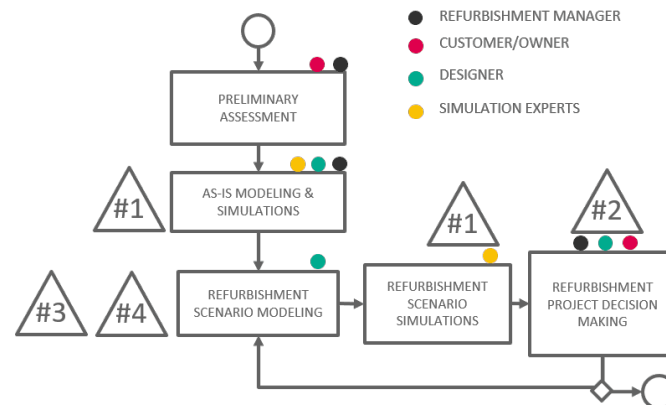 REFURBISHMENT MANAGER
CUSTOMER/OWNER
DESIGNER
SIMULATION EXPERTS
PRELIMINARY
ASSESSMENT
#1
AS-IS MODELING &
SIMULATIONS
#1
#2
#3
#4
REFURBISHMENT
SCENARIO MODELING
REFURBISHMENT
SCENARIO
SIMULATIONS
REFURBISHMENT
PROJECT DECISION
MAKING